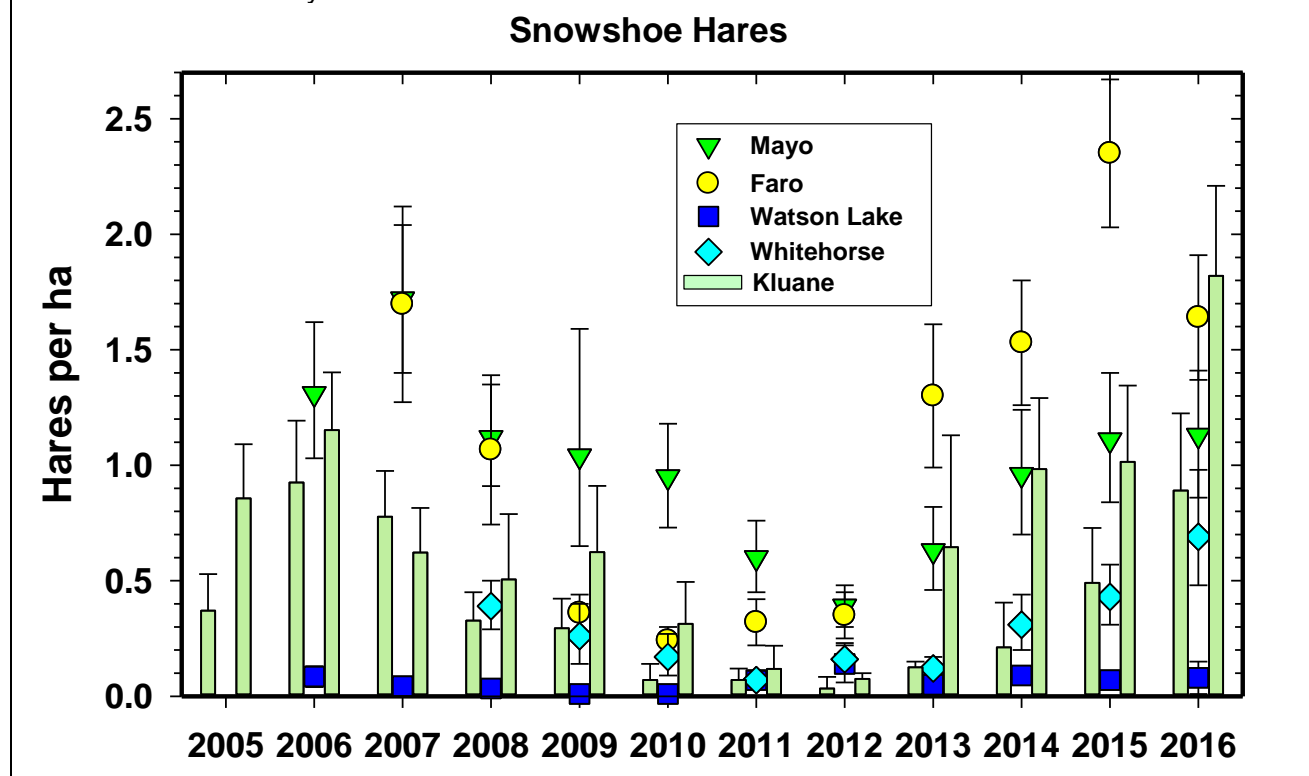 Snowshoe Hares
Hares per ha
2.5
2.0
1.5
1.0
0.5
0.0
Mayo
Faro
Watson Lake
Whitehorse
Kluane
2005 2006 2007 2008 2009 2010 2011 2012 2013 2014 2015 2016